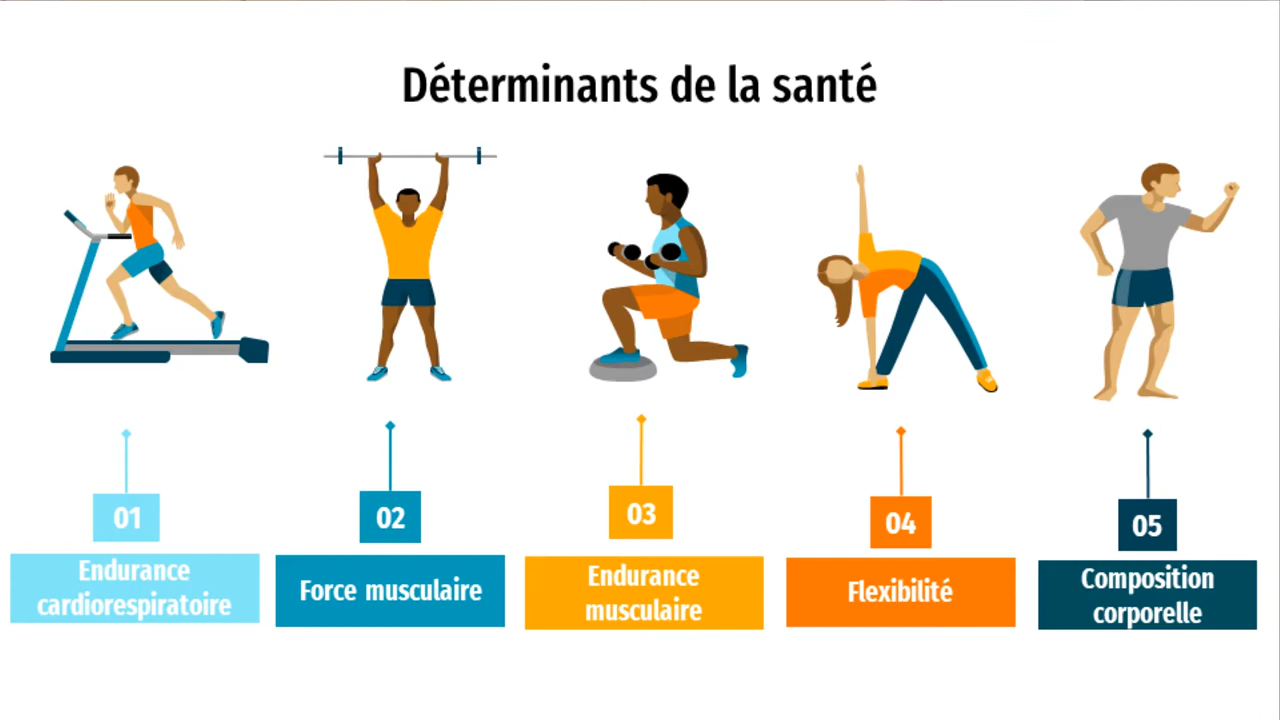 Déterminants de la santé
01
Endurance
cardiorespiratoire
02
Force musculaire
03
Endurance
musculaire
04
Flexibilité
05
Composition
corporelle